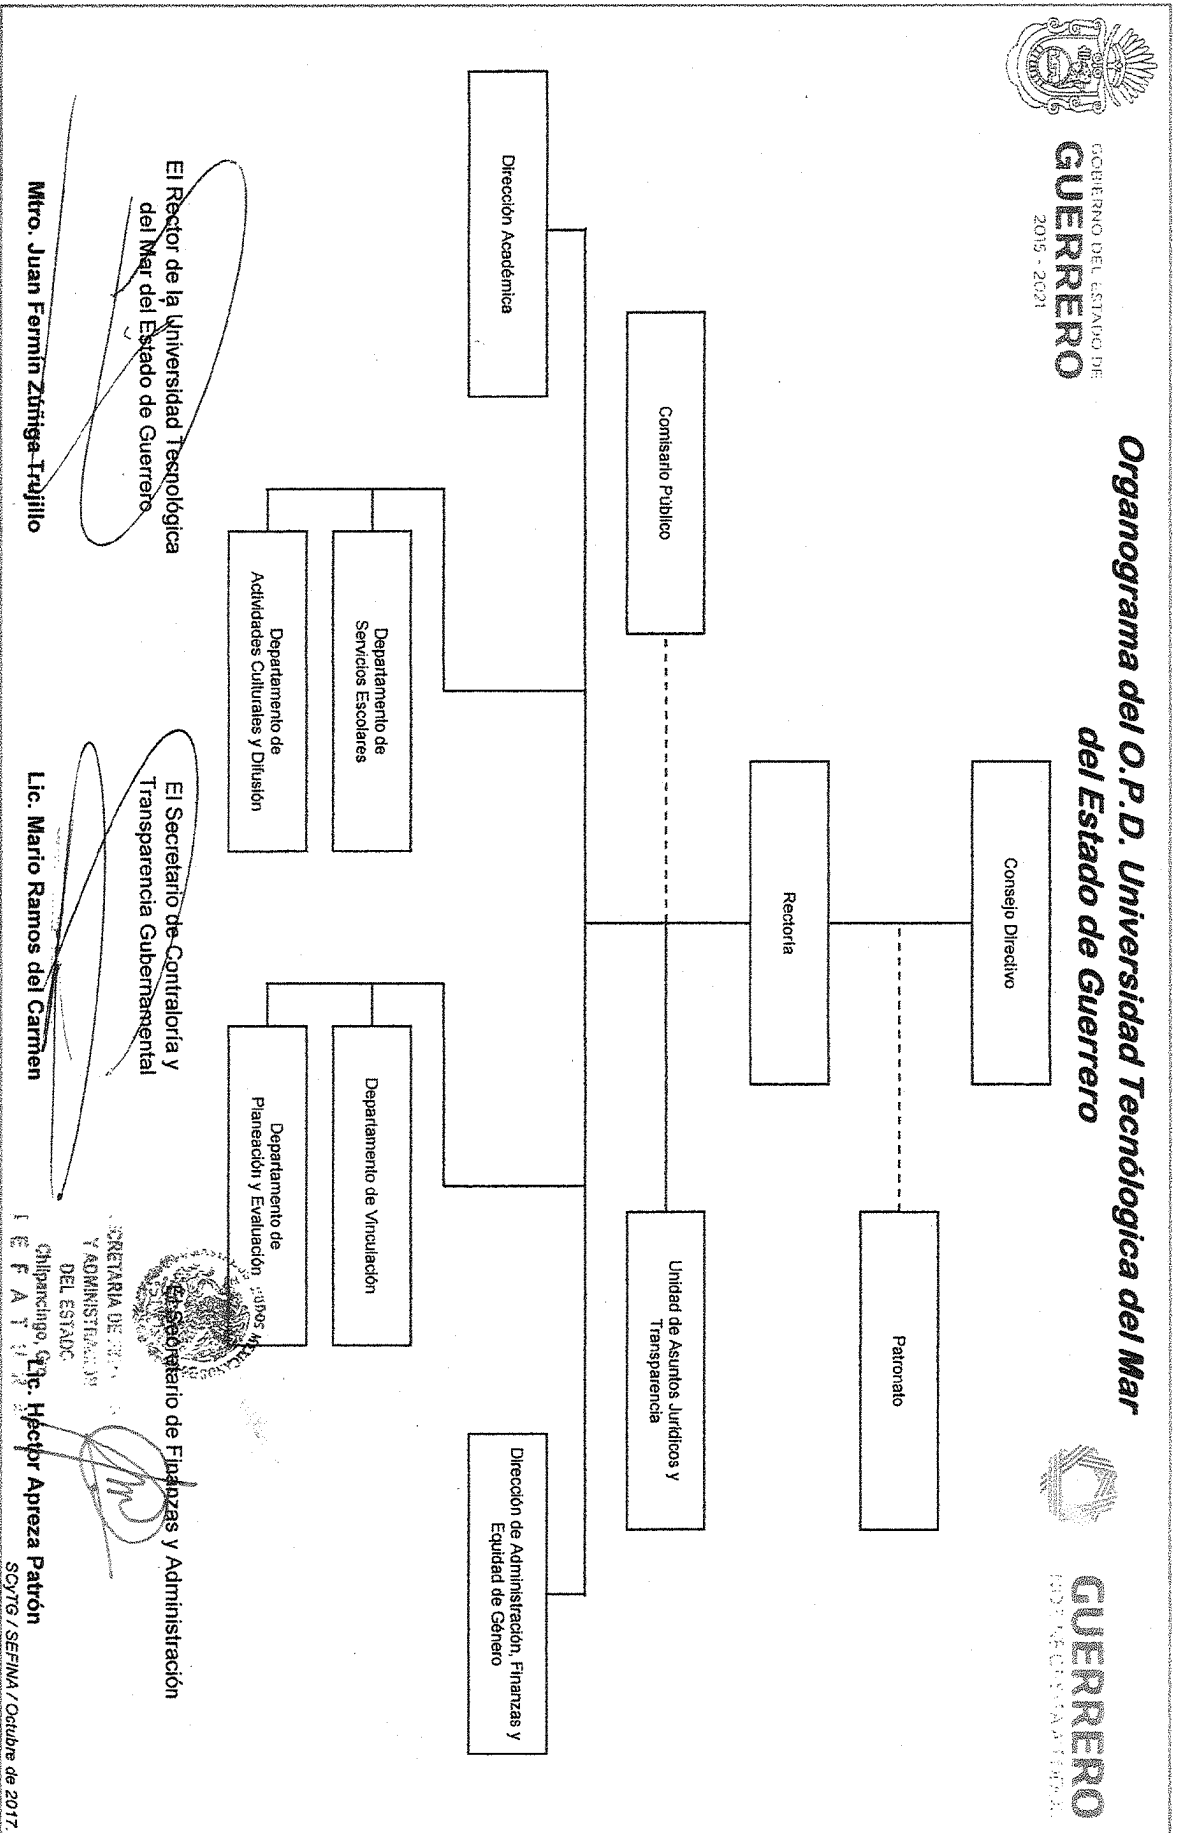 GOBIERNO DEL ESTADO DE
GUERRERO
2015 - 2021
Organograma del O.P.D. Universidad Tecnólogica del Mar
del Estado de Guerrero
GUERRERO
Consejo Directivo
Patronato
Rectoría
Comisario Público
Unidad de Asuntos Jurídicos y
Transparencia
Dirección Académica
Dirección de Administración, Finanzas y
Equidad de Género
Departamento de
Servicios Escolares
Departamento de Vinculación
Departamento de
Actividades Culturales y Difusión
Departamento de
Planeación y Evaluación
El Rector de la Universidad Tecnológica
del Mar del Estado de Guerrero
Mtro. Juan Fermín Zúñiga Trujillo
El Secretario de Contraloría y
Transparencia Gubernamental
Lic. Mario Ramos del Carmen
El Secretario de Finanzas y Administración
DEL ESTADO
Chilpancingo,
Lic. Héctor Apreza Patrón
SCyTG / SEFINA / Octubre de 2017.